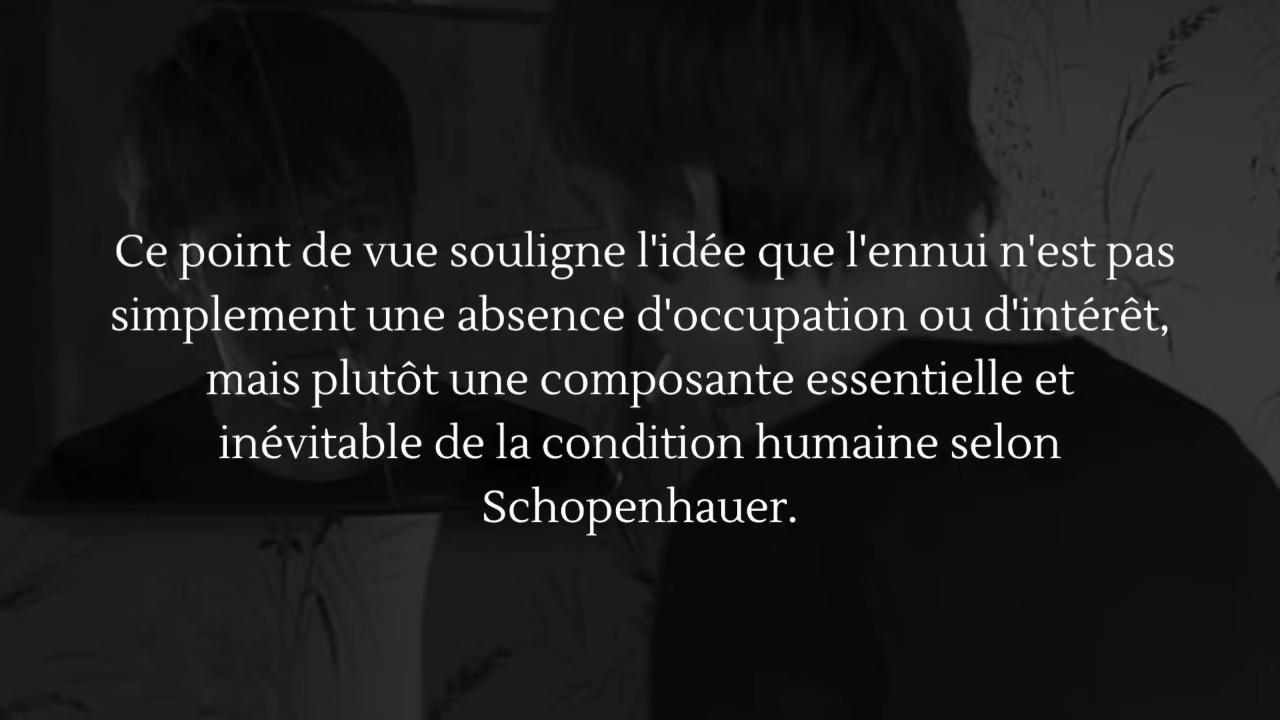 Ce point de vue souligne l'idée que l'ennui n'est pas
simplement une absence d'occupation ou d'intérêt,
mais plutôt une composante essentielle et
inévitable de la condition humaine selon
Schopenhauer.